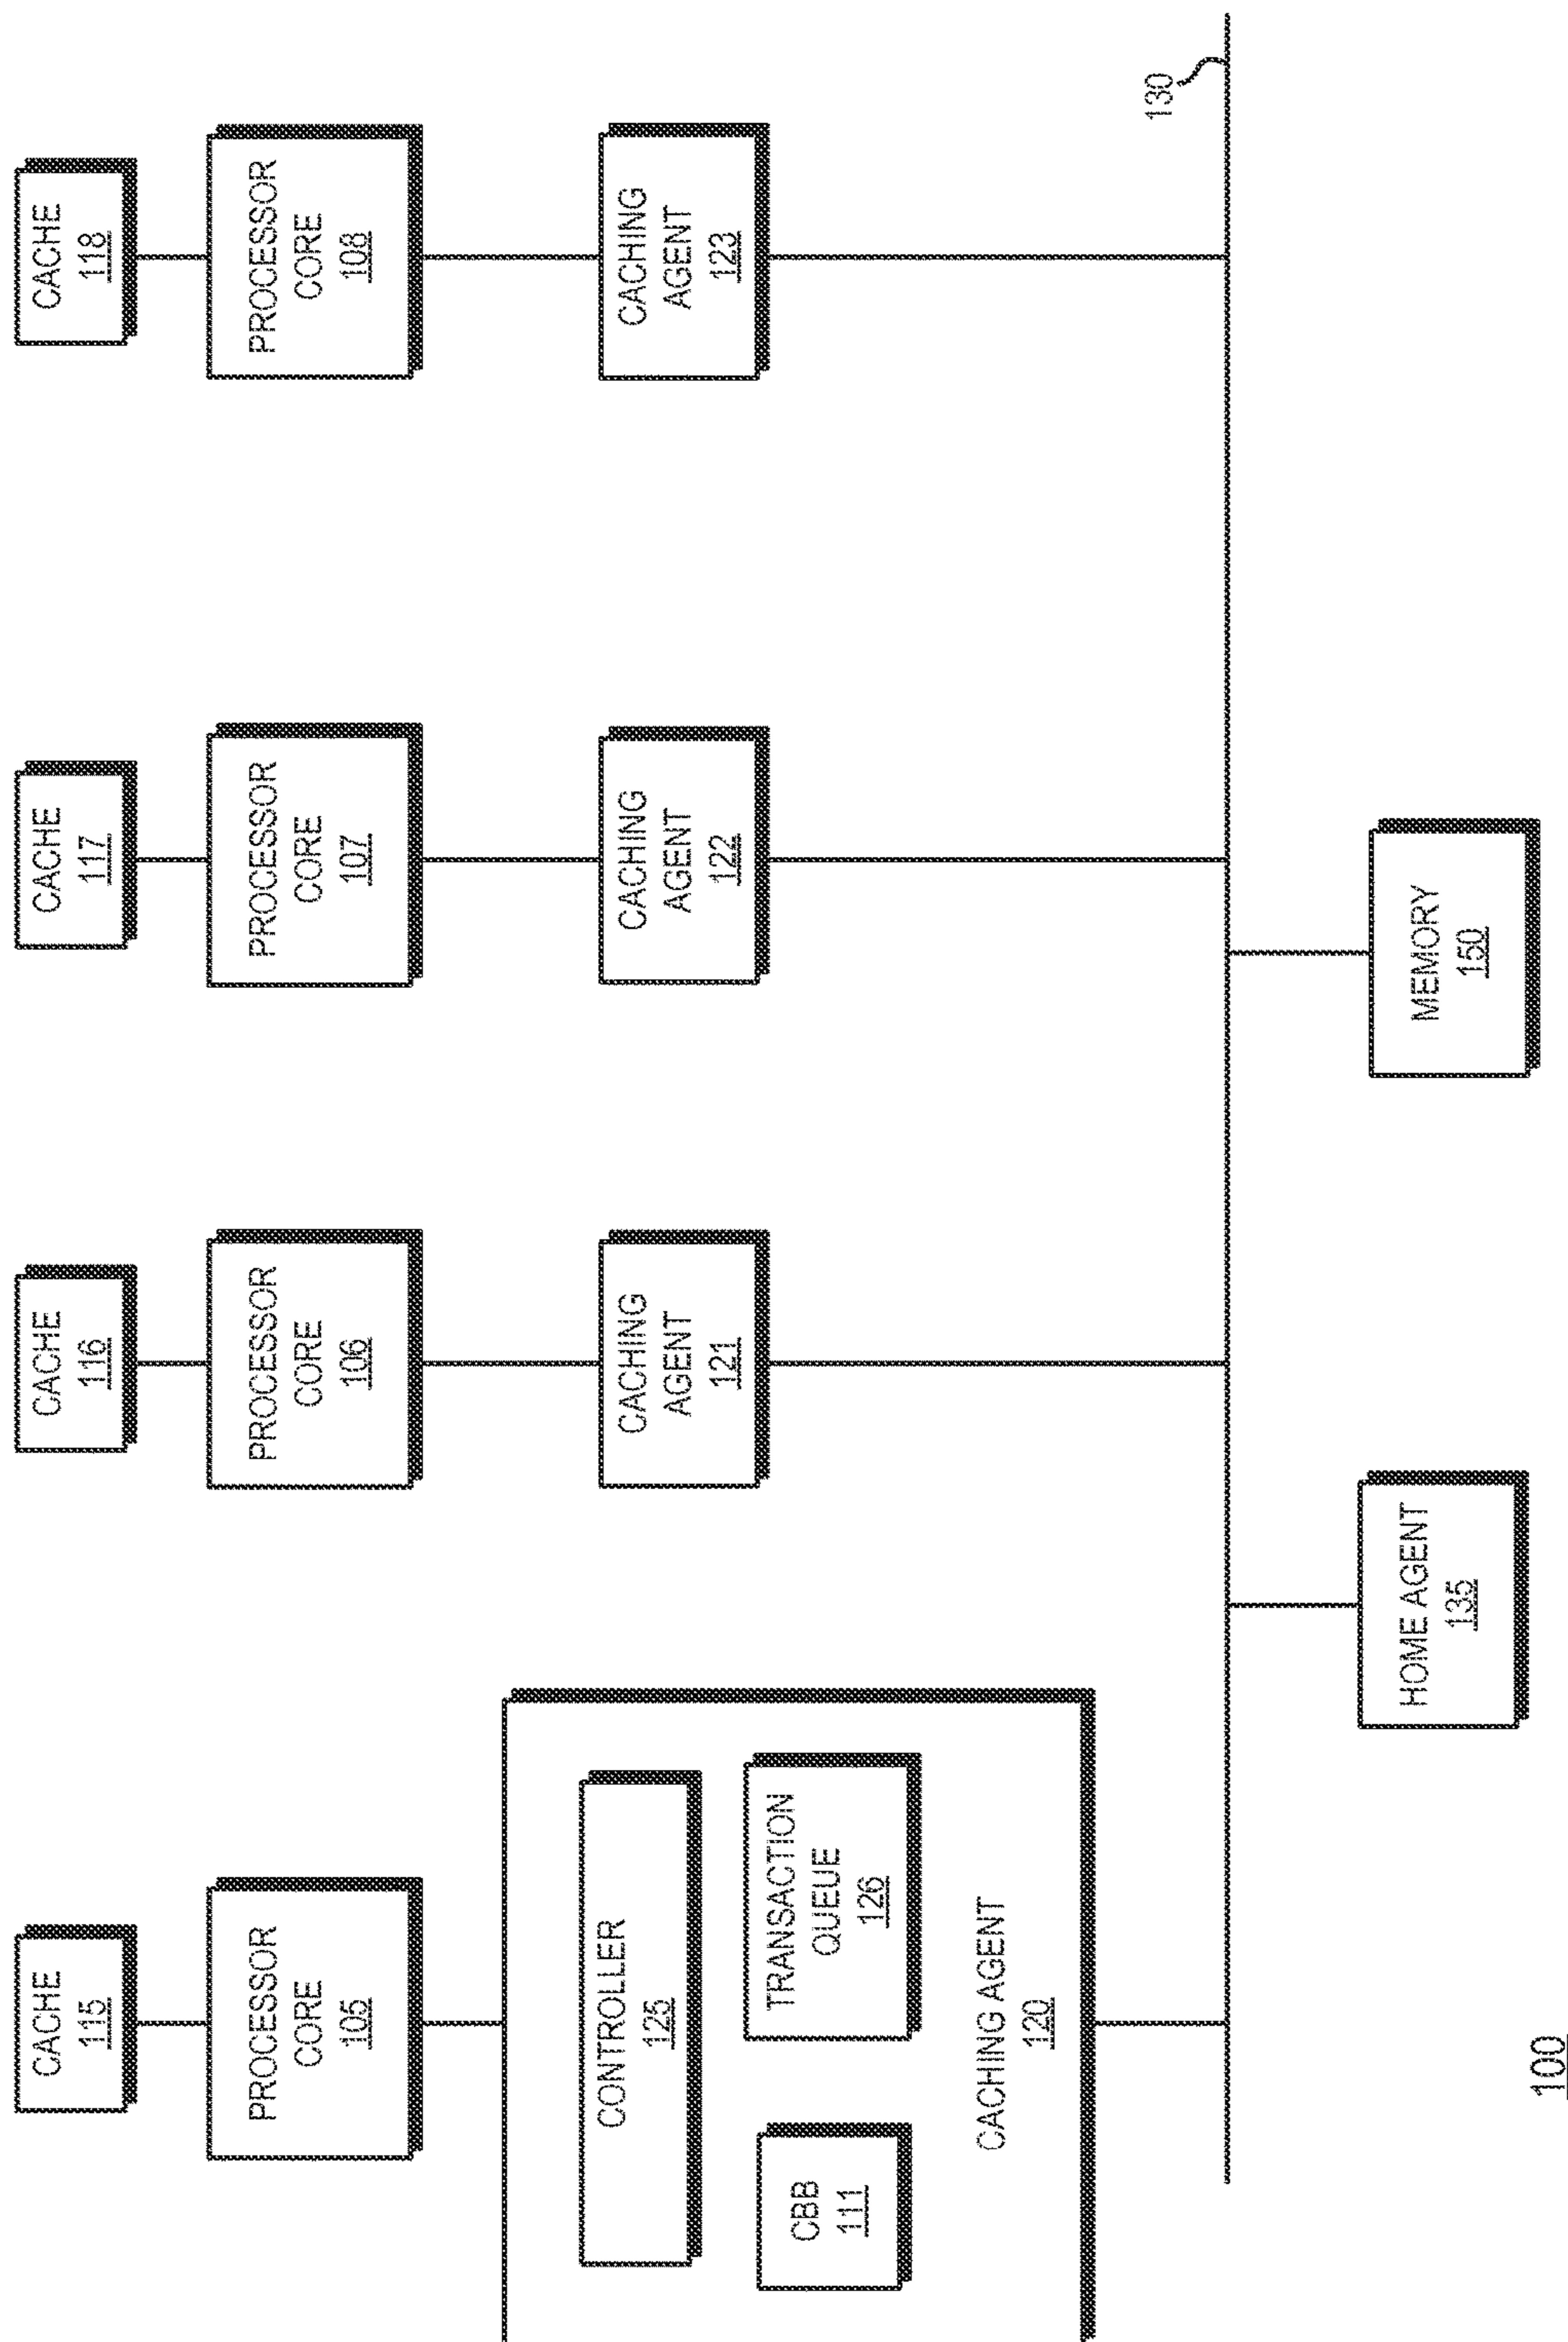 CACHE
115
CACHE
116
CACHE
117
CACHE
118
PROCESSOR
CORE
105
PROCESSOR
CORE
106
PROCESSOR
CORE
107
PROCESSOR
CORE
108
CONTROLLER
125
CBB
111
TRANSACTION
QUEUE
126
CACHING AGENT
120
CACHING
AGENT
121
CACHING
AGENT
122
CACHING
AGENT
123
130
HOME AGENT
135
MEMORY
150
100